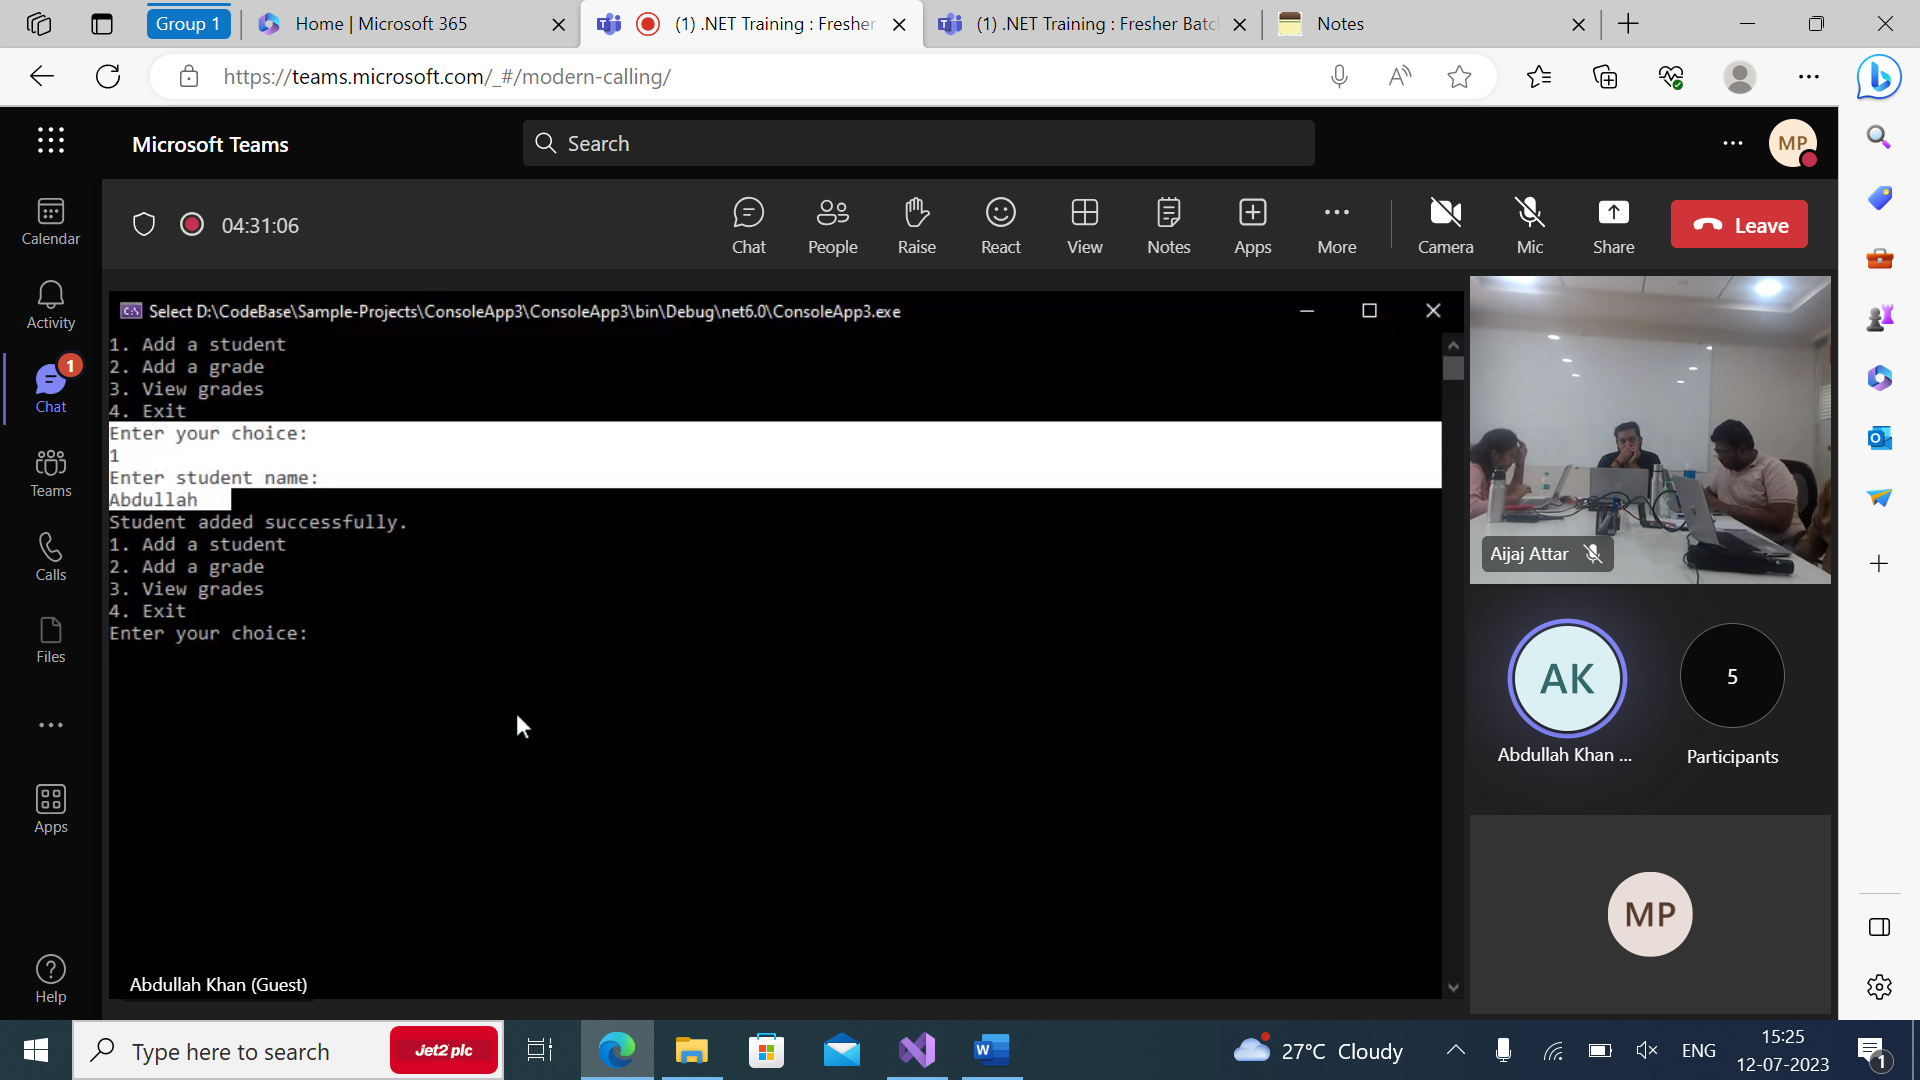 Group 1
Home | Microsoft 365
(1) .NET Training : Fresher
(1) .NET Training : Fresher Batc
Notes
https://teams.microsoft.com/_#/modern-calling/
Microsoft Teams
Search
MP
04:31:06
Chat
People
Raise
React
View
Notes
Apps
More
Camera
Mic
Share
Leave
Calendar
Activity
1
Chat
Teams
Calls
Files
Apps
Help
Select D:\CodeBase\Sample-Projects\ConsoleApp3\ConsoleApp3\bin\Debug\net6.0\ConsoleApp3.exe
1. Add a student
2. Add a grade
3. View grades
4. Exit
Enter your choice:
1
Enter student name:
Abdullah
Student added successfully.
1. Add a student
2. Add a grade
3. View grades
4. Exit
Enter your choice:
Abdullah Khan (Guest)
Aijaj Attar
AK
Abdullah Khan ...
5
Participants
MP
Type here to search
Jet2 plc
27°C Cloudy
ENG
15:25
12-07-2023
1